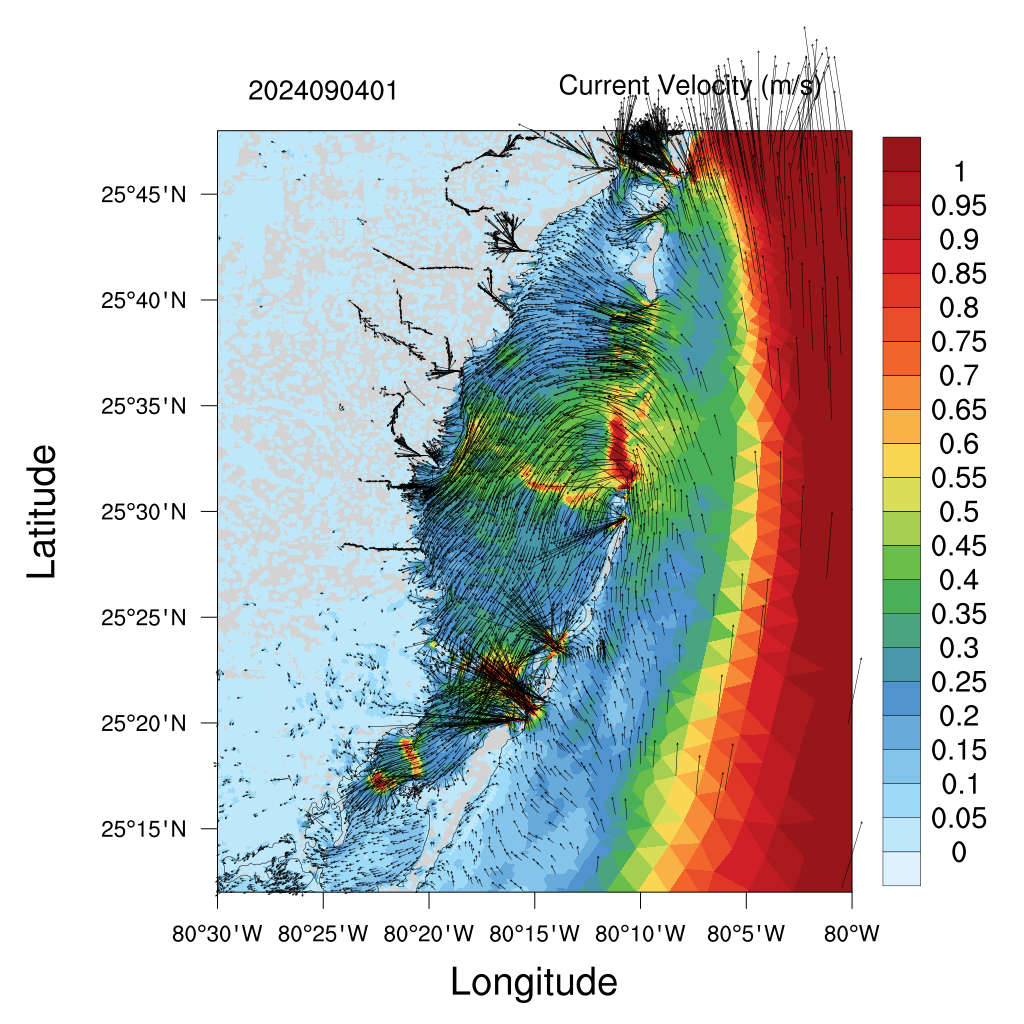 2024090401
Current Velocity (m/s)
25°45'N
25°40'N
25°35'N
25°30'N
25°25'N
25°20'N
25°15'N
Latitude
80°30'W 80°25'W 80°20'W 80°15'W 80°10'W 80°5'W 80°W
Longitude
1
0.95
0.9
0.85
0.8
0.75
0.7
0.65
0.6
0.55
0.5
0.45
0.4
0.35
0.3
0.25
0.2
0.15
0.1
0.05
0